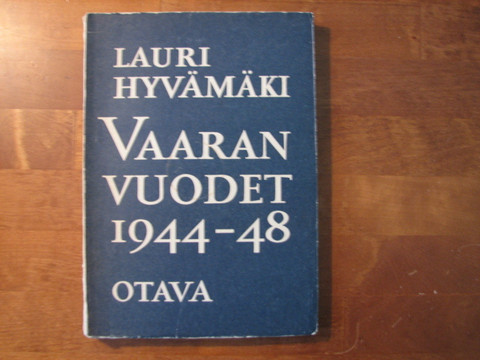 LAURI
HYVÄMÄKI
VAARAN
VUODET
1944-48
OTAVA